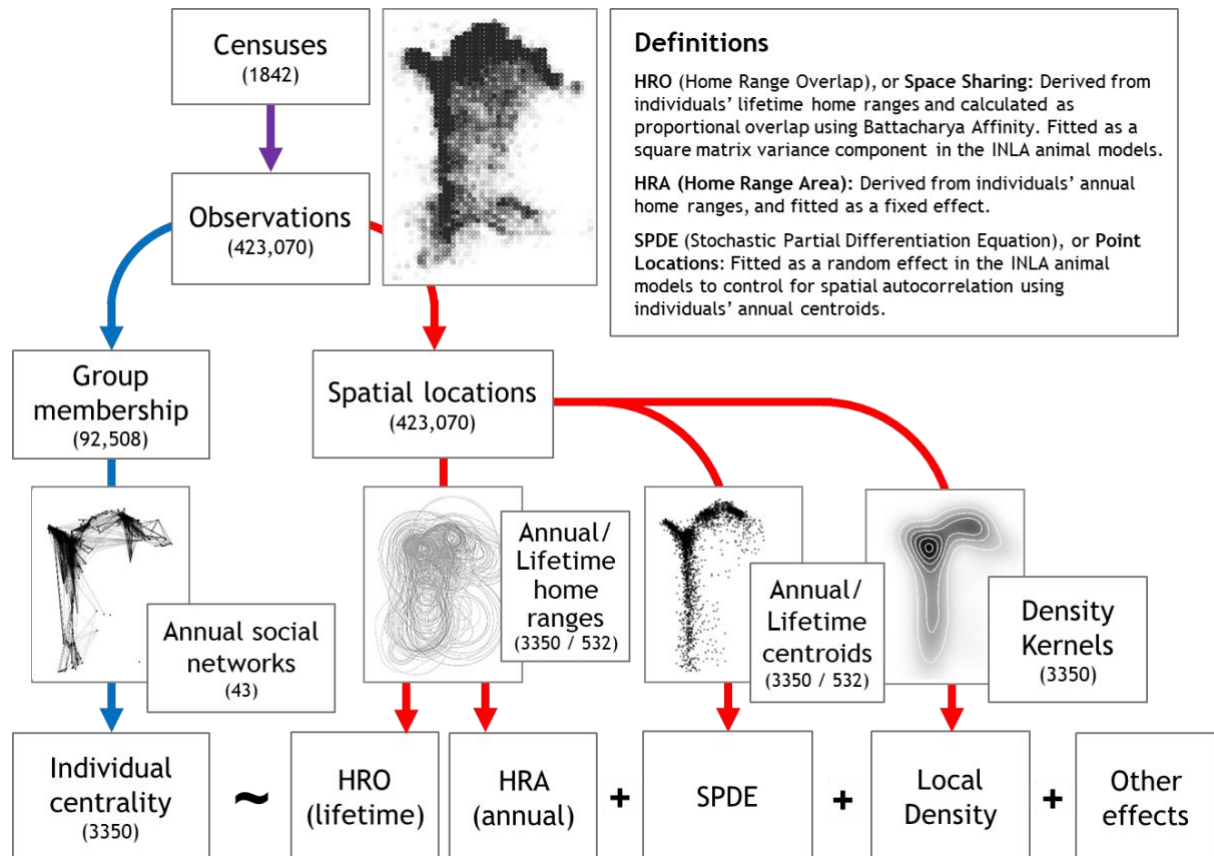 Censuses
(1842)
Definitions
HRO (Home Range Overlap), or Space Sharing: Derived from
individuals’ lifetime home ranges and calculated as
proportional overlap using Battacharya Affinity. Fitted as a
square matrix variance component in the INLA animal models.
HRA (Home Range Area): Derived from individuals’ annual
home ranges, and fitted as a fixed effect.
SPDE (Stochastic Partial Differentiation Equation), or Point
Locations: Fitted as a random effect in the INLA animal
models to control for spatial autocorrelation using
individuals’ annual centroids.
Observations
(423,070)
Group
membership
(92,508)
Spatial locations
(423,070)
Annual social
networks
(43)
Annual/
Lifetime
home
ranges
(3350 / 532)
Annual/
Lifetime
centroids
(3350 / 532)
Density
Kernels
(3350)
Individual
centrality
(3350)
~
HRO
(lifetime)
HRA
(annual)
+
SPDE
+
Local
Density
+
Other
effects